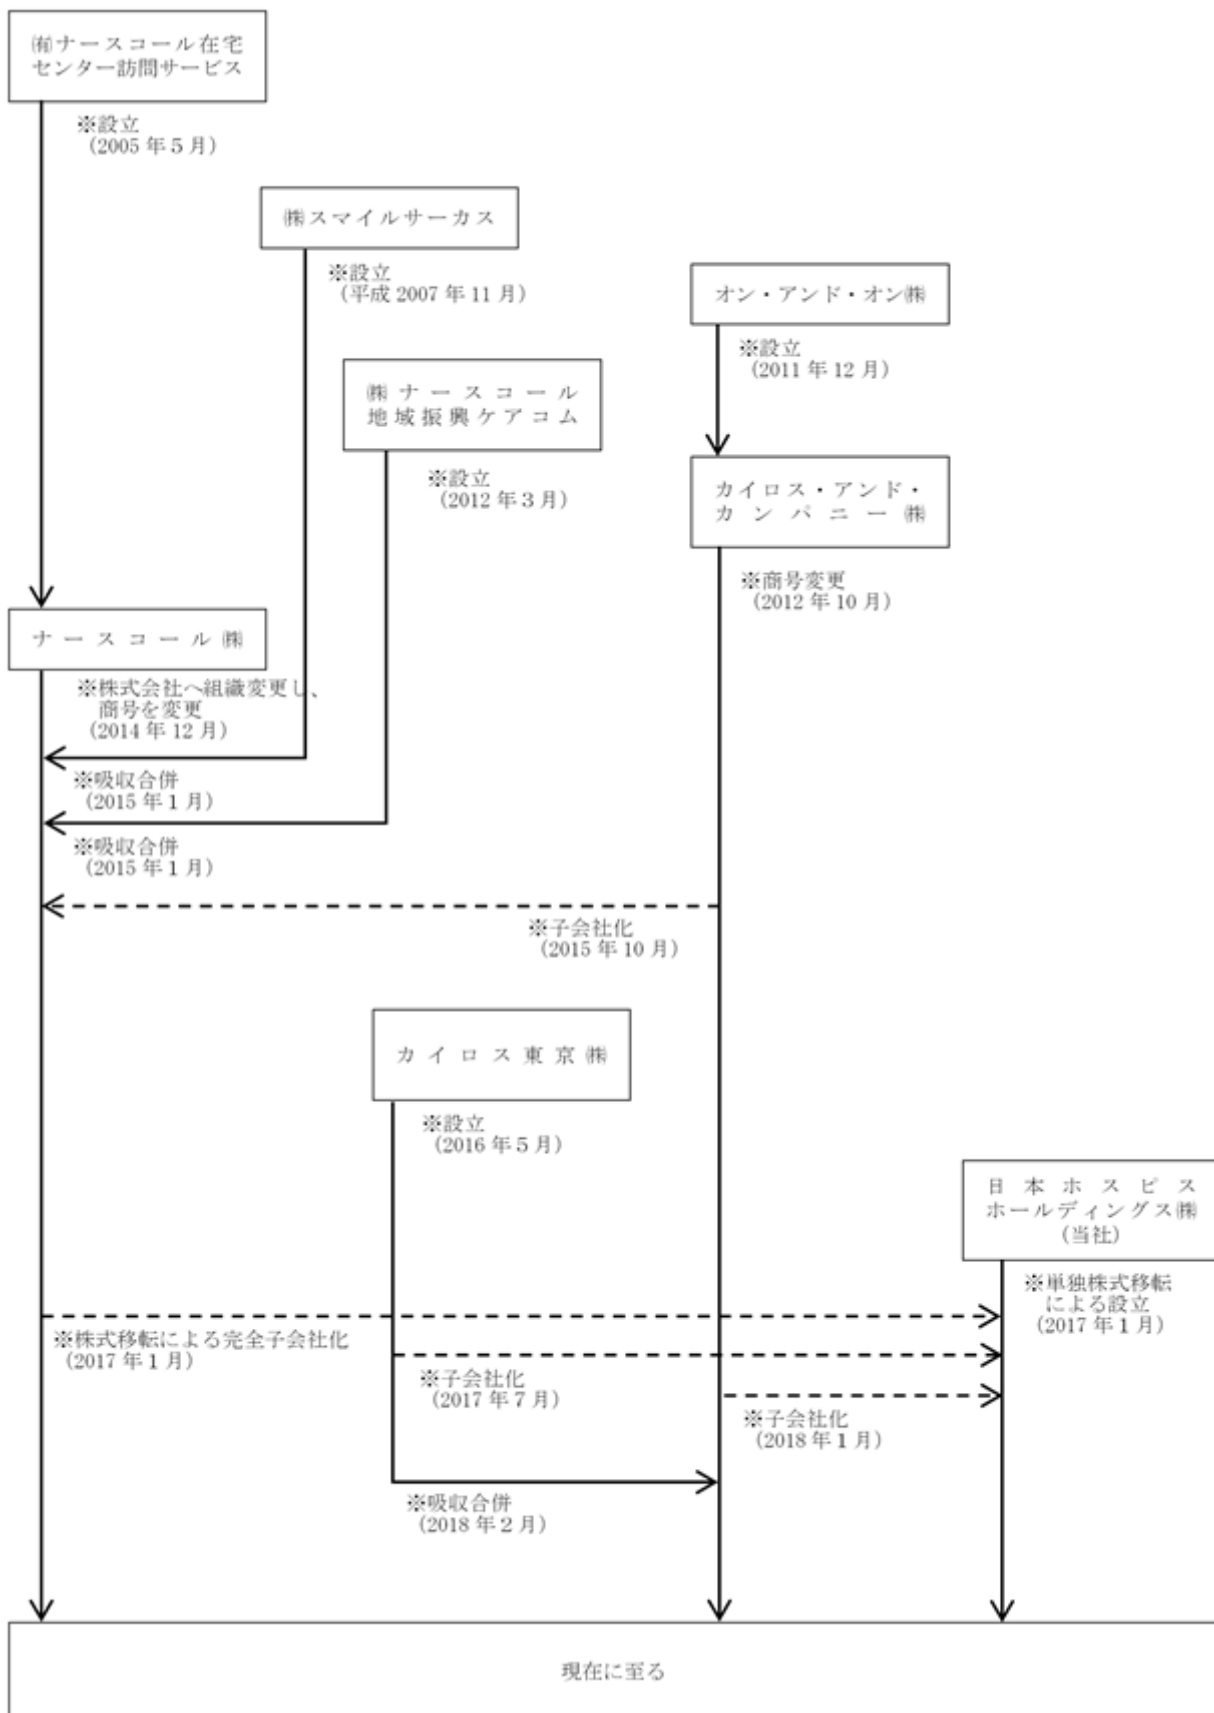 ㈲ナースコール在宅
センター訪問サービス
※設立
(2005年5月)
㈱スマイルサーカス
※設立
(平成2007年11月)
オン・アンド・オン㈱
※設立
(2011年12月)
㈱ナースコール
地域振興ケアコム
※設立
(2012年3月)
カイロス・アンド・
カンパニー㈱
※商号変更
(2012年10月)
ナースコール㈱
※株式会社へ組織変更し、
商号を変更
(2014年12月)
※吸収合併
(2015年1月)
※吸収合併
(2015年1月)
※子会社化
(2015年10月)
カイロス東京㈱
※設立
(2016年5月)
日本ホスピス
ホールディングス㈱
(当社)
※単独株式移転
による設立
(2017年1月)
※株式移転による完全子会社化
(2017年1月)
※子会社化
(2017年7月)
※子会社化
(2018年1月)
※吸収合併
(2018年2月)
現在に至る